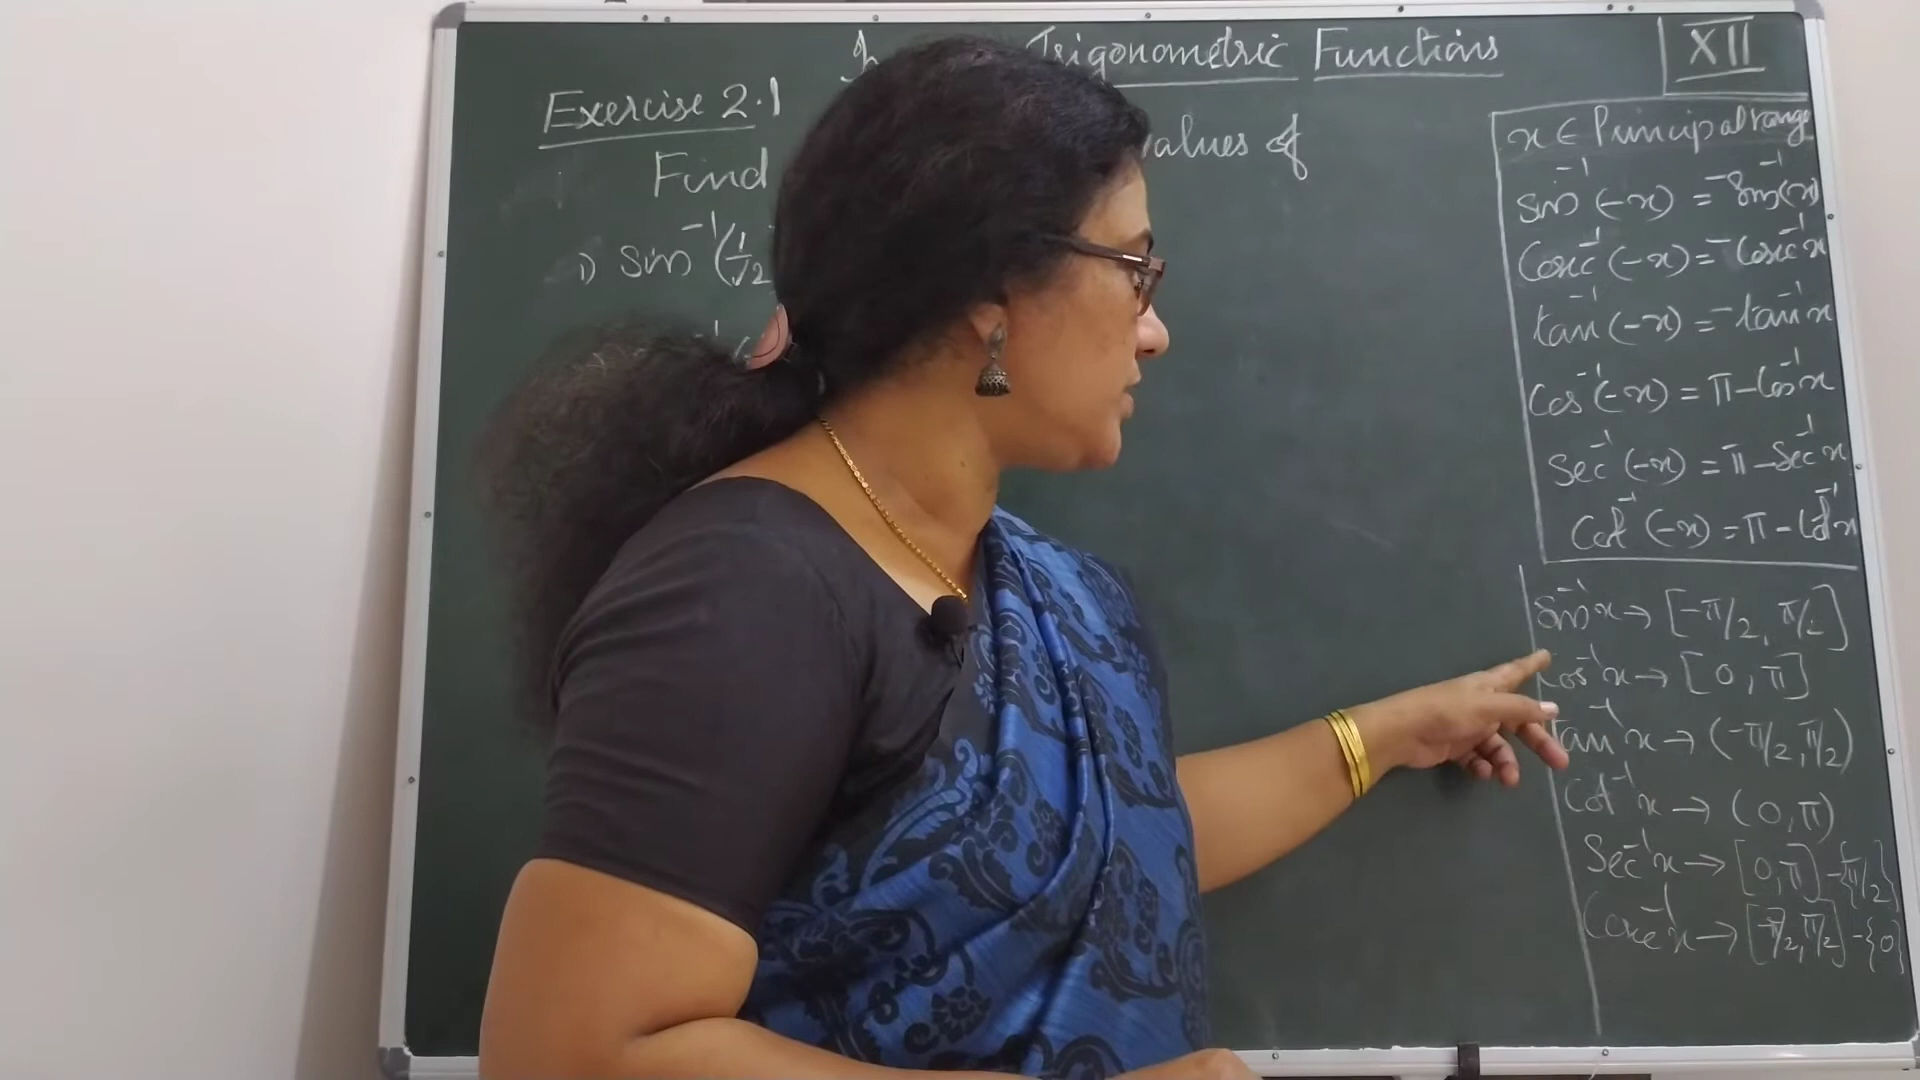 Trigonometric Functions
XII
Exercise 2.1
Find values of
1) sin⁻¹(1/√2
x ∈ Principal range
sin⁻¹(-x) = -sin⁻¹(x)
Cosec⁻¹(-x) = -Cosec⁻¹x
tan⁻¹(-x) = -tan⁻¹x
Cos⁻¹(-x) = π - Cos⁻¹x
Sec⁻¹(-x) = π - Sec⁻¹x
Cot⁻¹(-x) = π - Cot⁻¹x
sin⁻¹x → [-π/2, π/2]
Cos⁻¹x → [0, π]
tan⁻¹x → (-π/2, π/2)
Cot⁻¹x → (0, π)
Sec⁻¹x → [0, π] - {π/2}
Cosec⁻¹x → [-π/2, π/2] - {0}